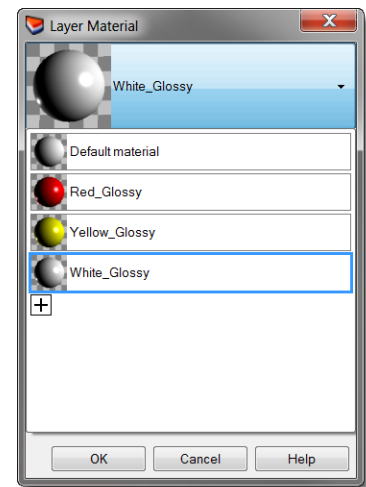 Layer Material
White_Glossy
Default material
Red_Glossy
Yellow_Glossy
White_Glossy
OK Cancel Help